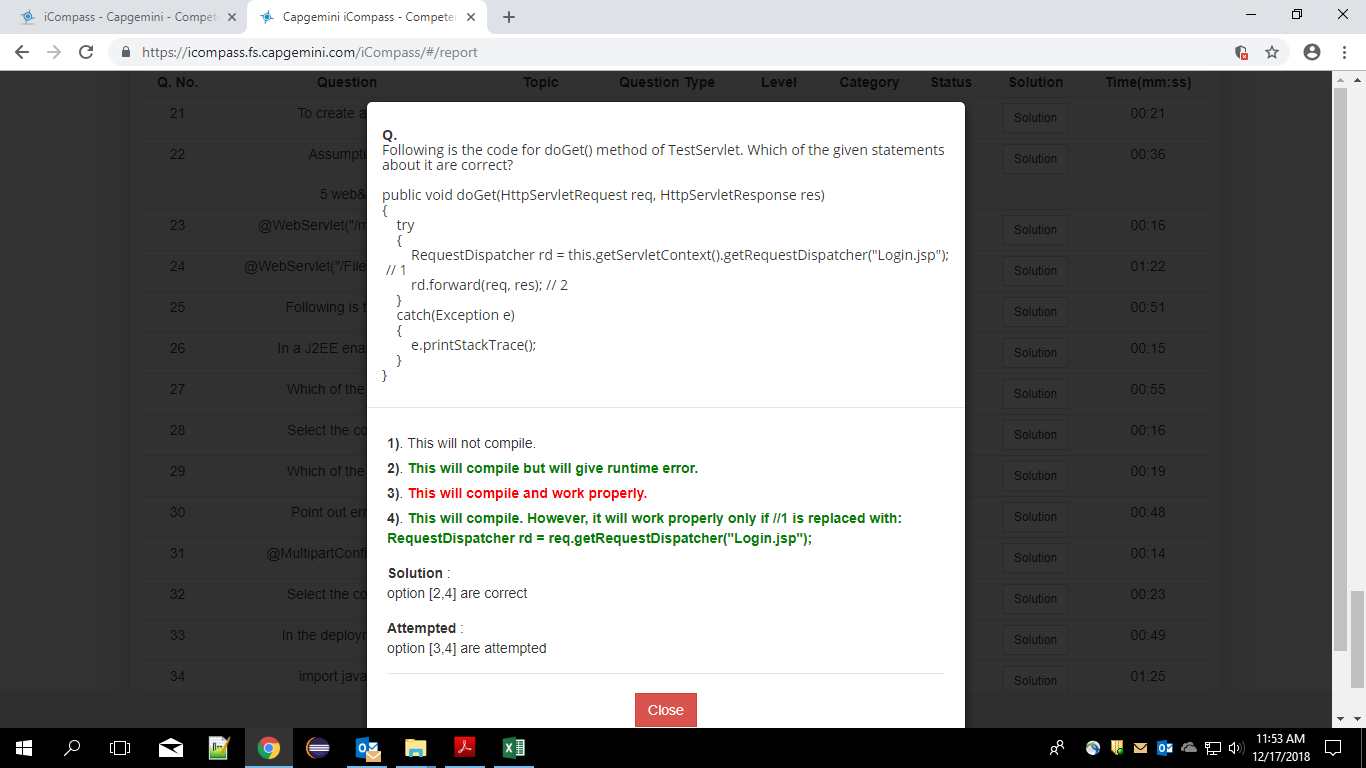 iCompass - Capgemini - Compet
Capgemini iCompass - Competen
https://icompass.fs.capgemini.com/iCompass/#/report
Q. No. Question Topic Question Type Level Category Status Solution Time(mm:ss)
21 To create a Solution 00:21
22 Assumpti Solution 00:36
5 web&
23 @WebServlet("/m Solution 00:16
24 @WebServlet("/File Solution 01:22
25 Following is t Solution 00:51
26 In a J2EE ena Solution 00:15
27 Which of the Solution 00:55
28 Select the co Solution 00:16
29 Which of the Solution 00:19
30 Point out err Solution 00:48
31 @MultipartConfi Solution 00:14
32 Select the co Solution 00:23
33 In the deploym Solution 00:49
34 import java Solution 01:25
Q.
Following is the code for doGet() method of TestServlet. Which of the given statements
about it are correct?
public void doGet(HttpServletRequest req, HttpServletResponse res)
{
try
{
RequestDispatcher rd = this.getServletContext().getRequestDispatcher("Login.jsp");
// 1
rd.forward(req, res); // 2
}
catch(Exception e)
{
e.printStackTrace();
}
}
1). This will not compile.
2). This will compile but will give runtime error.
3). This will compile and work properly.
4). This will compile. However, it will work properly only if //1 is replaced with:
RequestDispatcher rd = req.getRequestDispatcher("Login.jsp");
Solution :
option [2,4] are correct
Attempted :
option [3,4] are attempted
Close
11:53 AM
12/17/2018